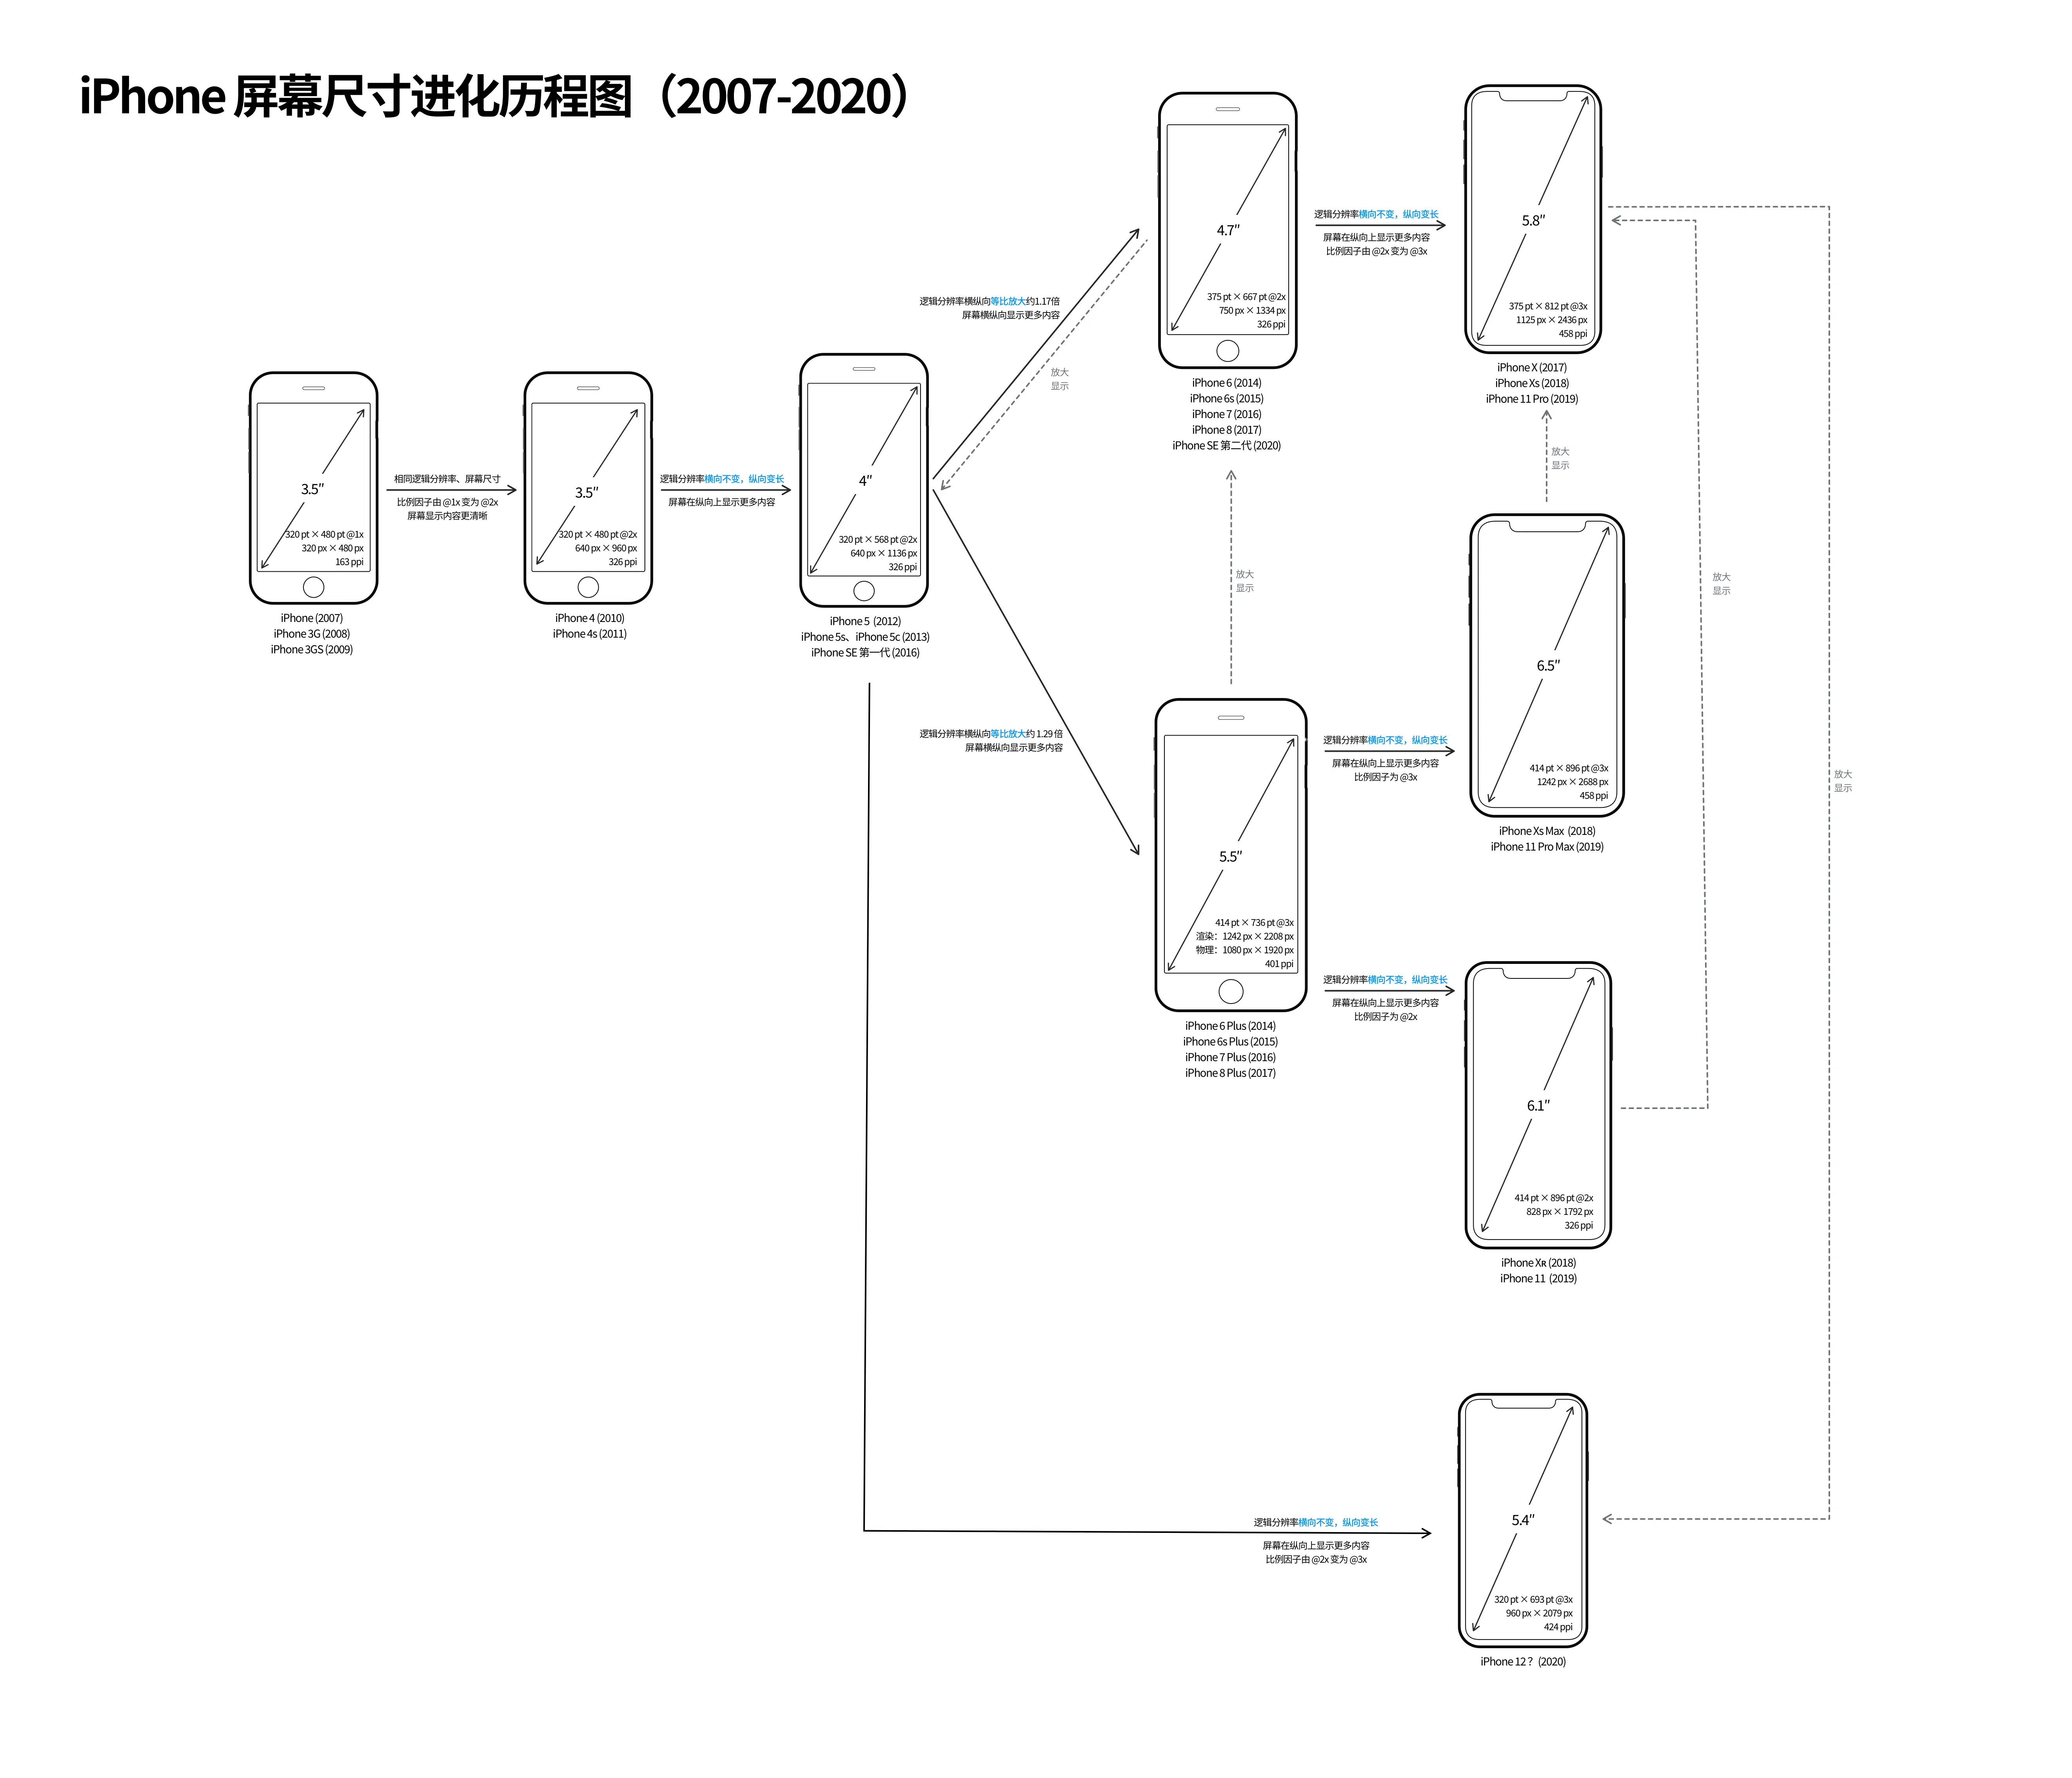 iPhone 屏幕尺寸进化历程图（2007-2020）
3.5″
320 pt × 480 pt @1x
320 px × 480 px
163 ppi
iPhone (2007)
iPhone 3G (2008)
iPhone 3GS (2009)
相同逻辑分辨率、屏幕尺寸
比例因子由 @1x 变为 @2x
屏幕显示内容更清晰
3.5″
320 pt × 480 pt @2x
640 px × 960 px
326 ppi
iPhone 4 (2010)
iPhone 4s (2011)
逻辑分辨率横向不变，纵向变长
屏幕在纵向上显示更多内容
4″
320 pt × 568 pt @2x
640 px × 1136 px
326 ppi
iPhone 5 (2012)
iPhone 5s、iPhone 5c (2013)
iPhone SE 第一代 (2016)
逻辑分辨率横纵向等比放大约1.17倍
屏幕横纵向显示更多内容
放大
显示
4.7″
375 pt × 667 pt @2x
750 px × 1334 px
326 ppi
iPhone 6 (2014)
iPhone 6s (2015)
iPhone 7 (2016)
iPhone 8 (2017)
iPhone SE 第二代 (2020)
逻辑分辨率横向不变，纵向变长
屏幕在纵向上显示更多内容
比例因子由 @2x 变为 @3x
5.8″
375 pt × 812 pt @3x
1125 px × 2436 px
458 ppi
iPhone X (2017)
iPhone Xs (2018)
iPhone 11 Pro (2019)
放大
显示
放大
显示
逻辑分辨率横纵向等比放大约 1.29 倍
屏幕横纵向显示更多内容
5.5″
414 pt × 736 pt @3x
渲染：1242 px × 2208 px
物理：1080 px × 1920 px
401 ppi
iPhone 6 Plus (2014)
iPhone 6s Plus (2015)
iPhone 7 Plus (2016)
iPhone 8 Plus (2017)
逻辑分辨率横向不变，纵向变长
屏幕在纵向上显示更多内容
比例因子为 @3x
6.5″
414 pt × 896 pt @3x
1242 px × 2688 px
458 ppi
iPhone Xs Max (2018)
iPhone 11 Pro Max (2019)
放大
显示
放大
显示
逻辑分辨率横向不变，纵向变长
屏幕在纵向上显示更多内容
比例因子为 @2x
6.1″
414 pt × 896 pt @2x
828 px × 1792 px
326 ppi
iPhone Xʀ (2018)
iPhone 11 (2019)
逻辑分辨率横向不变，纵向变长
屏幕在纵向上显示更多内容
比例因子由 @2x 变为 @3x
5.4″
320 pt × 693 pt @3x
960 px × 2079 px
424 ppi
iPhone 12？ (2020)